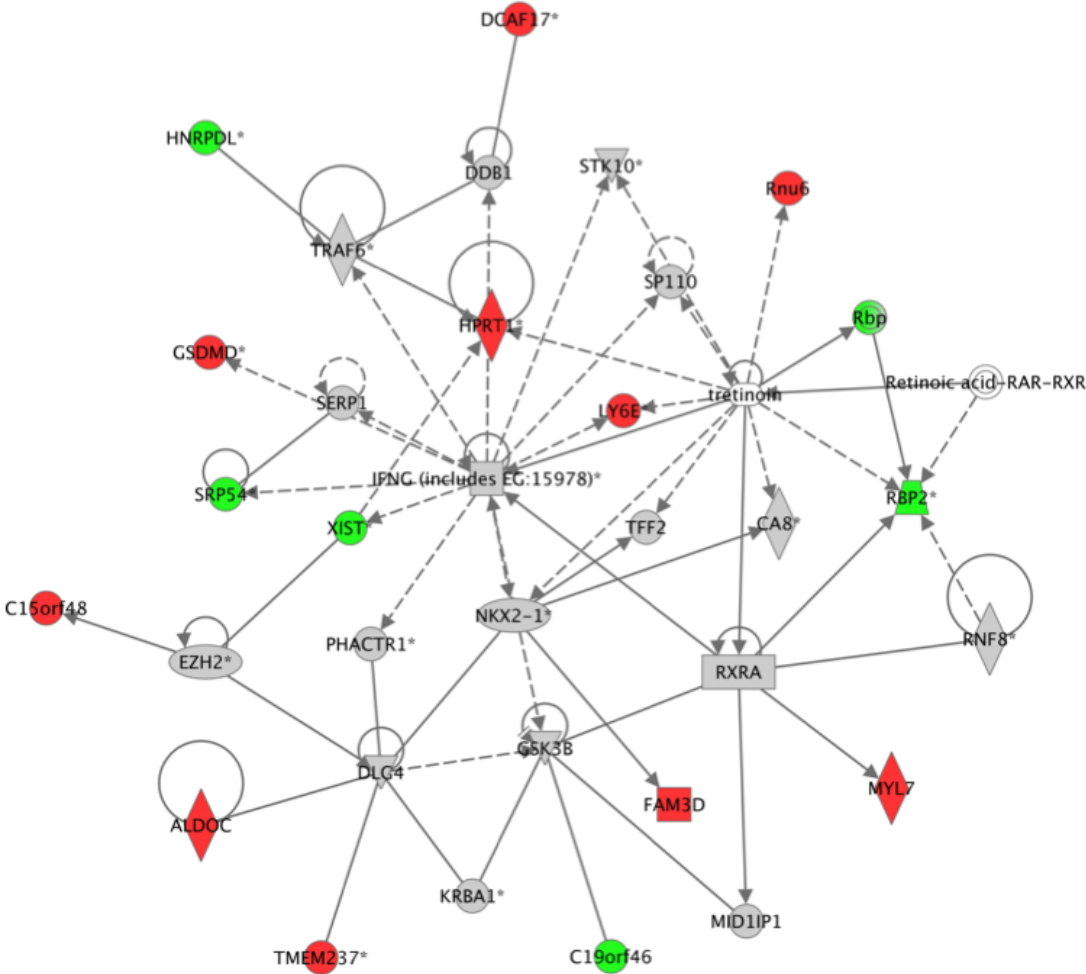 DCAF17*
HNRPDL*
DDB1
STK10*
Rnu6
TRAF6*
SP110
HPRT1*
Rbp
GSDMD*
Retinoic acid-RAR-RXR
SERP1
LY6E
tretinoin
IFNG (includes EG:15978)*
SRP54*
RBP2*
XIST*
TFF2
CA8*
C15orf48
NKX2-1*
PHACTR1*
RNF8*
EZH2*
RXRA
GSK3B
DLG4
MYL7
FAM3D
ALDOC
KRBA1*
MID1IP1
TMEM237*
C19orf46